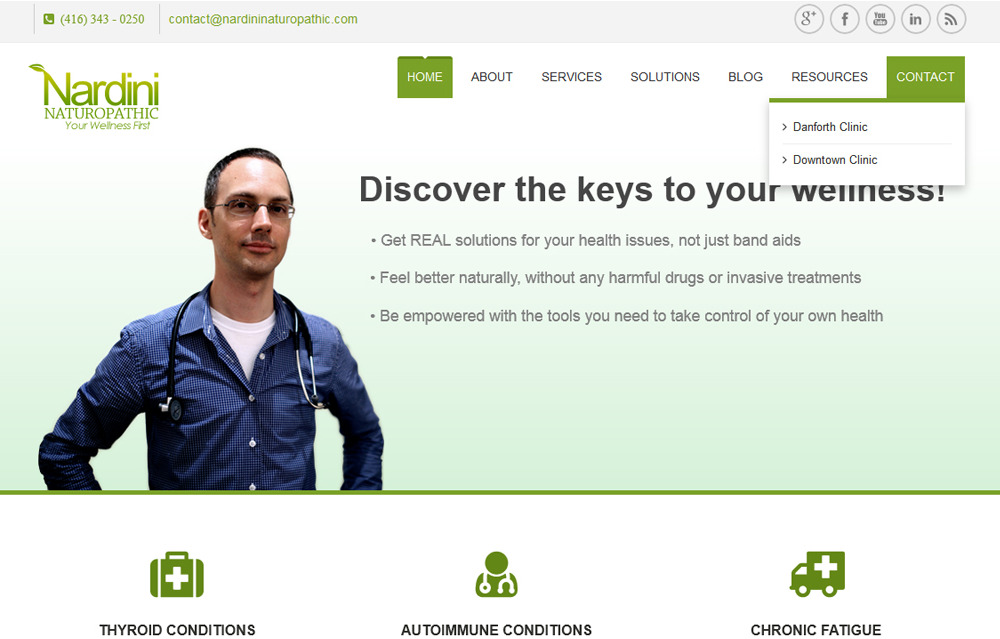 (416) 343 - 0250
contact@nardininaturopathic.com
g+
f
You Tube
in
Nardini
NATUROPATHIC
Your Wellness First
HOME
ABOUT
SERVICES
SOLUTIONS
BLOG
RESOURCES
CONTACT
> Danforth Clinic
> Downtown Clinic
Discover the keys to your wellness!
• Get REAL solutions for your health issues, not just band aids
• Feel better naturally, without any harmful drugs or invasive treatments
• Be empowered with the tools you need to take control of your own health
THYROID CONDITIONS
AUTOIMMUNE CONDITIONS
CHRONIC FATIGUE